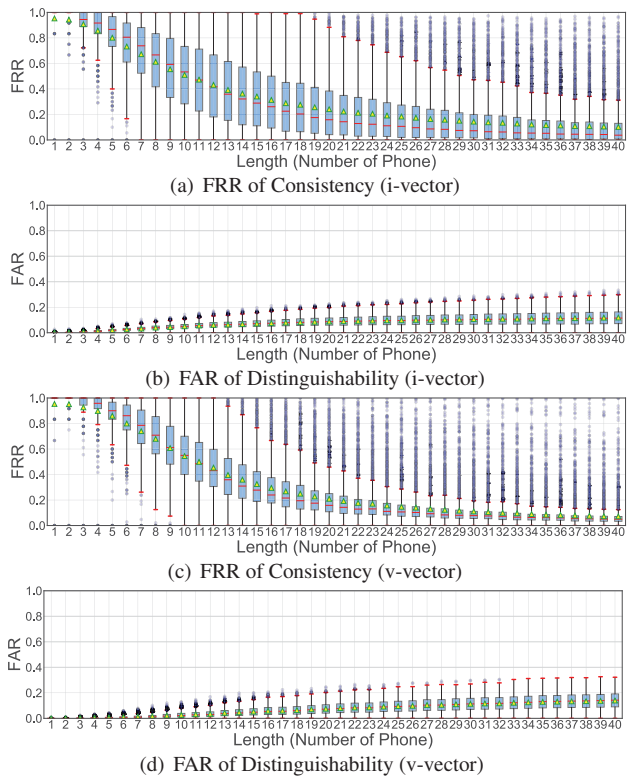 1.0
0.8
0.6
0.4
0.2
0.0
FRR
1 2 3 4 5 6 7 8 9 10 11 12 13 14 15 16 17 18 19 20 21 22 23 24 25 26 27 28 29 30 31 32 33 34 35 36 37 38 39 40
Length (Number of Phone)
(a) FRR of Consistency (i-vector)
1.0
0.8
0.6
0.4
0.2
0.0
FAR
1 2 3 4 5 6 7 8 9 10 11 12 13 14 15 16 17 18 19 20 21 22 23 24 25 26 27 28 29 30 31 32 33 34 35 36 37 38 39 40
Length (Number of Phone)
(b) FAR of Distinguishability (i-vector)
1.0
0.8
0.6
0.4
0.2
0.0
FRR
1 2 3 4 5 6 7 8 9 10 11 12 13 14 15 16 17 18 19 20 21 22 23 24 25 26 27 28 29 30 31 32 33 34 35 36 37 38 39 40
Length (Number of Phone)
(c) FRR of Consistency (v-vector)
1.0
0.8
0.6
0.4
0.2
0.0
FAR
1 2 3 4 5 6 7 8 9 10 11 12 13 14 15 16 17 18 19 20 21 22 23 24 25 26 27 28 29 30 31 32 33 34 35 36 37 38 39 40
Length (Number of Phone)
(d) FAR of Distinguishability (v-vector)